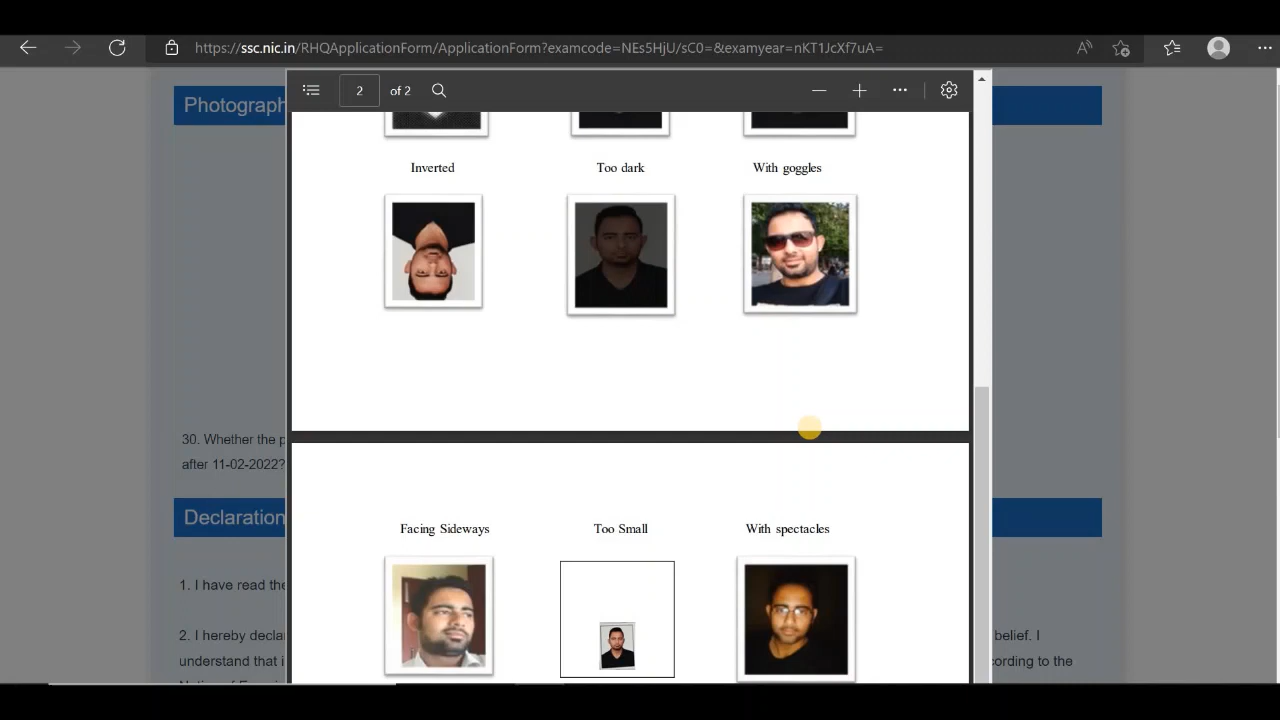 https://ssc.nic.in/RHQApplicationForm/ApplicationForm?examcode=NEs5HjU/sC0=&examyear=nKT1JcXf7uA=
2 of 2
Photograph
Inverted Too dark With goggles
30. Whether the p
after 11-02-2022?
Declaration
Facing Sideways Too Small With spectacles
1. I have read the
2. I hereby decla belief. I
understand that i cording to the